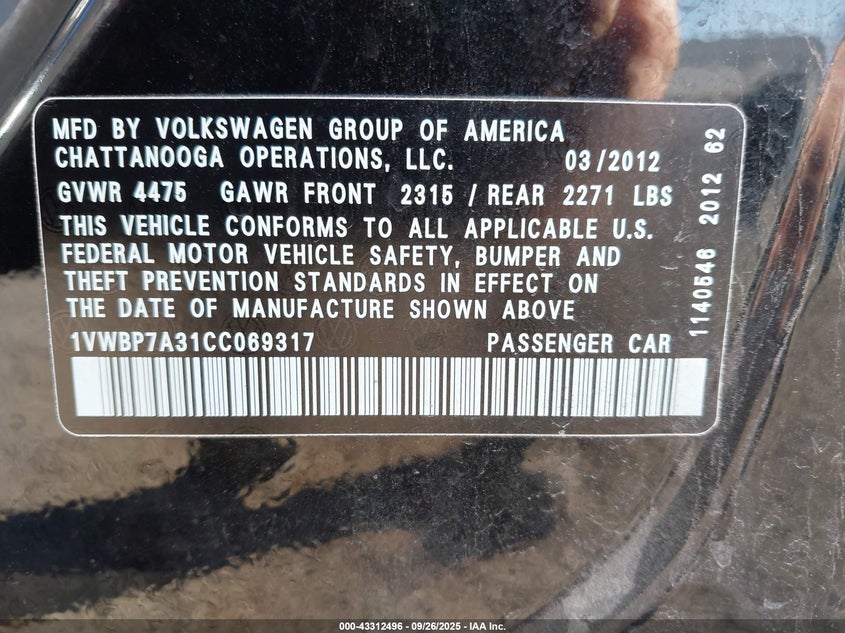 MFD BY VOLKSWAGEN GROUP OF AMERICA
CHATTANOOGA OPERATIONS, LLC. 03/2012
GVWR 4475 GAWR FRONT 2315 / REAR 2271 LBS
THIS VEHICLE CONFORMS TO ALL APPLICABLE U.S.
FEDERAL MOTOR VEHICLE SAFETY, BUMPER AND
THEFT PREVENTION STANDARDS IN EFFECT ON
THE DATE OF MANUFACTURE SHOWN ABOVE
1VWBP7A31CC069317 PASSENGER CAR
1140546 2012 62
000-43312496 - 09/26/2025 - IAA Inc.